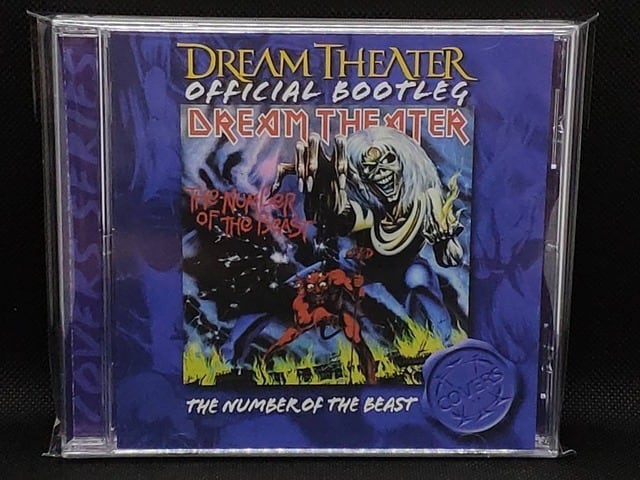 COVERS SERIES
DREAM THEATER
OFFICIAL BOOTLEG
DREAM THEATER
THE NUMBER
OF THE BEAST
THE NUMBER OF THE BEAST
COVERS